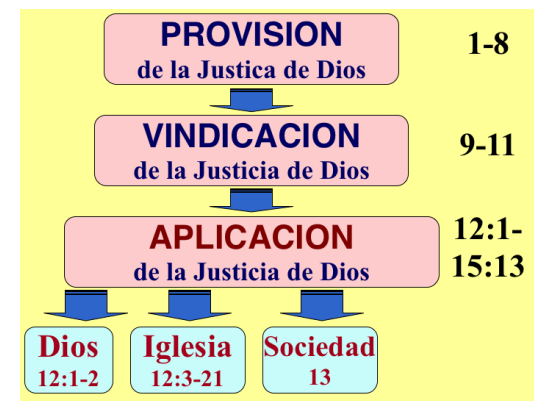 PROVISION
de la Justica de Dios
1-8
VINDICACION
de la Justicia de Dios
9-11
APLICACION
de la Justicia de Dios
12:1-
15:13
Dios
12:1-2
Iglesia
12:3-21
Sociedad
13